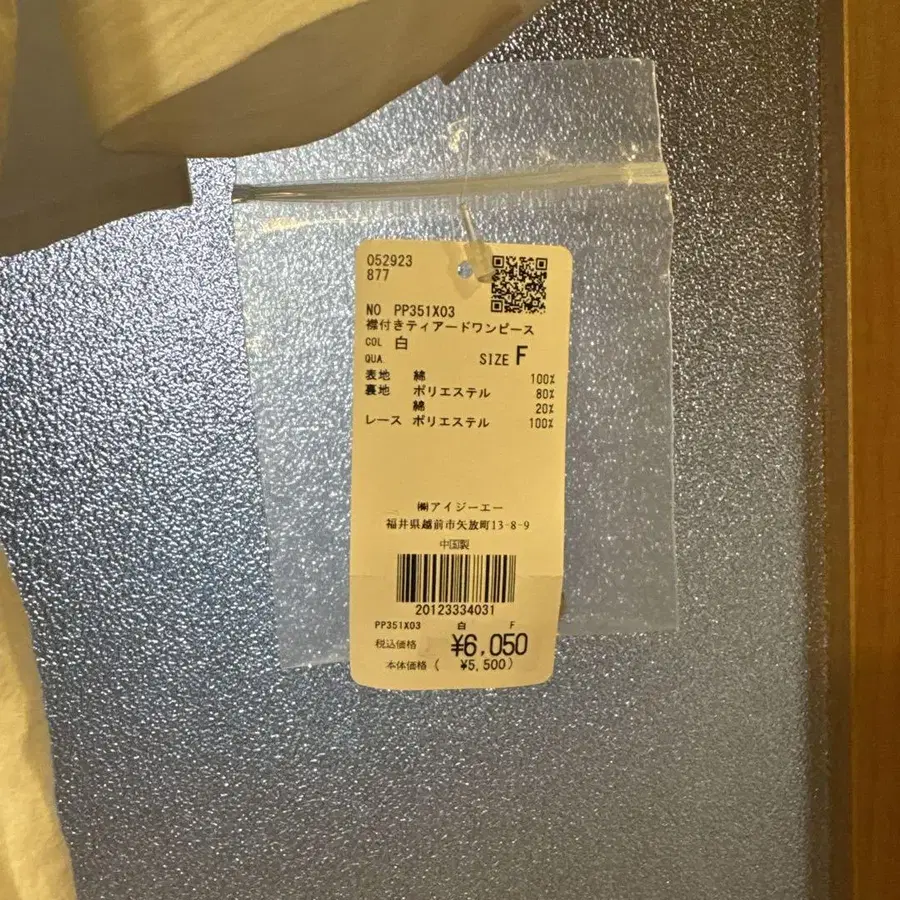 052923
877
NO PP351X03
襟付きティアードワンピース
COL 白
QUA. SIZE F
表地 綿 100%
裏地 ポリエステル 80%
綿 20%
レース ポリエステル 100%
㈱アイジーエー
福井県越前市矢放町13-8-9
中国製
20123334031
PP351X03 白 F
税込価格 ¥6,050
本体価格( ¥5,500)